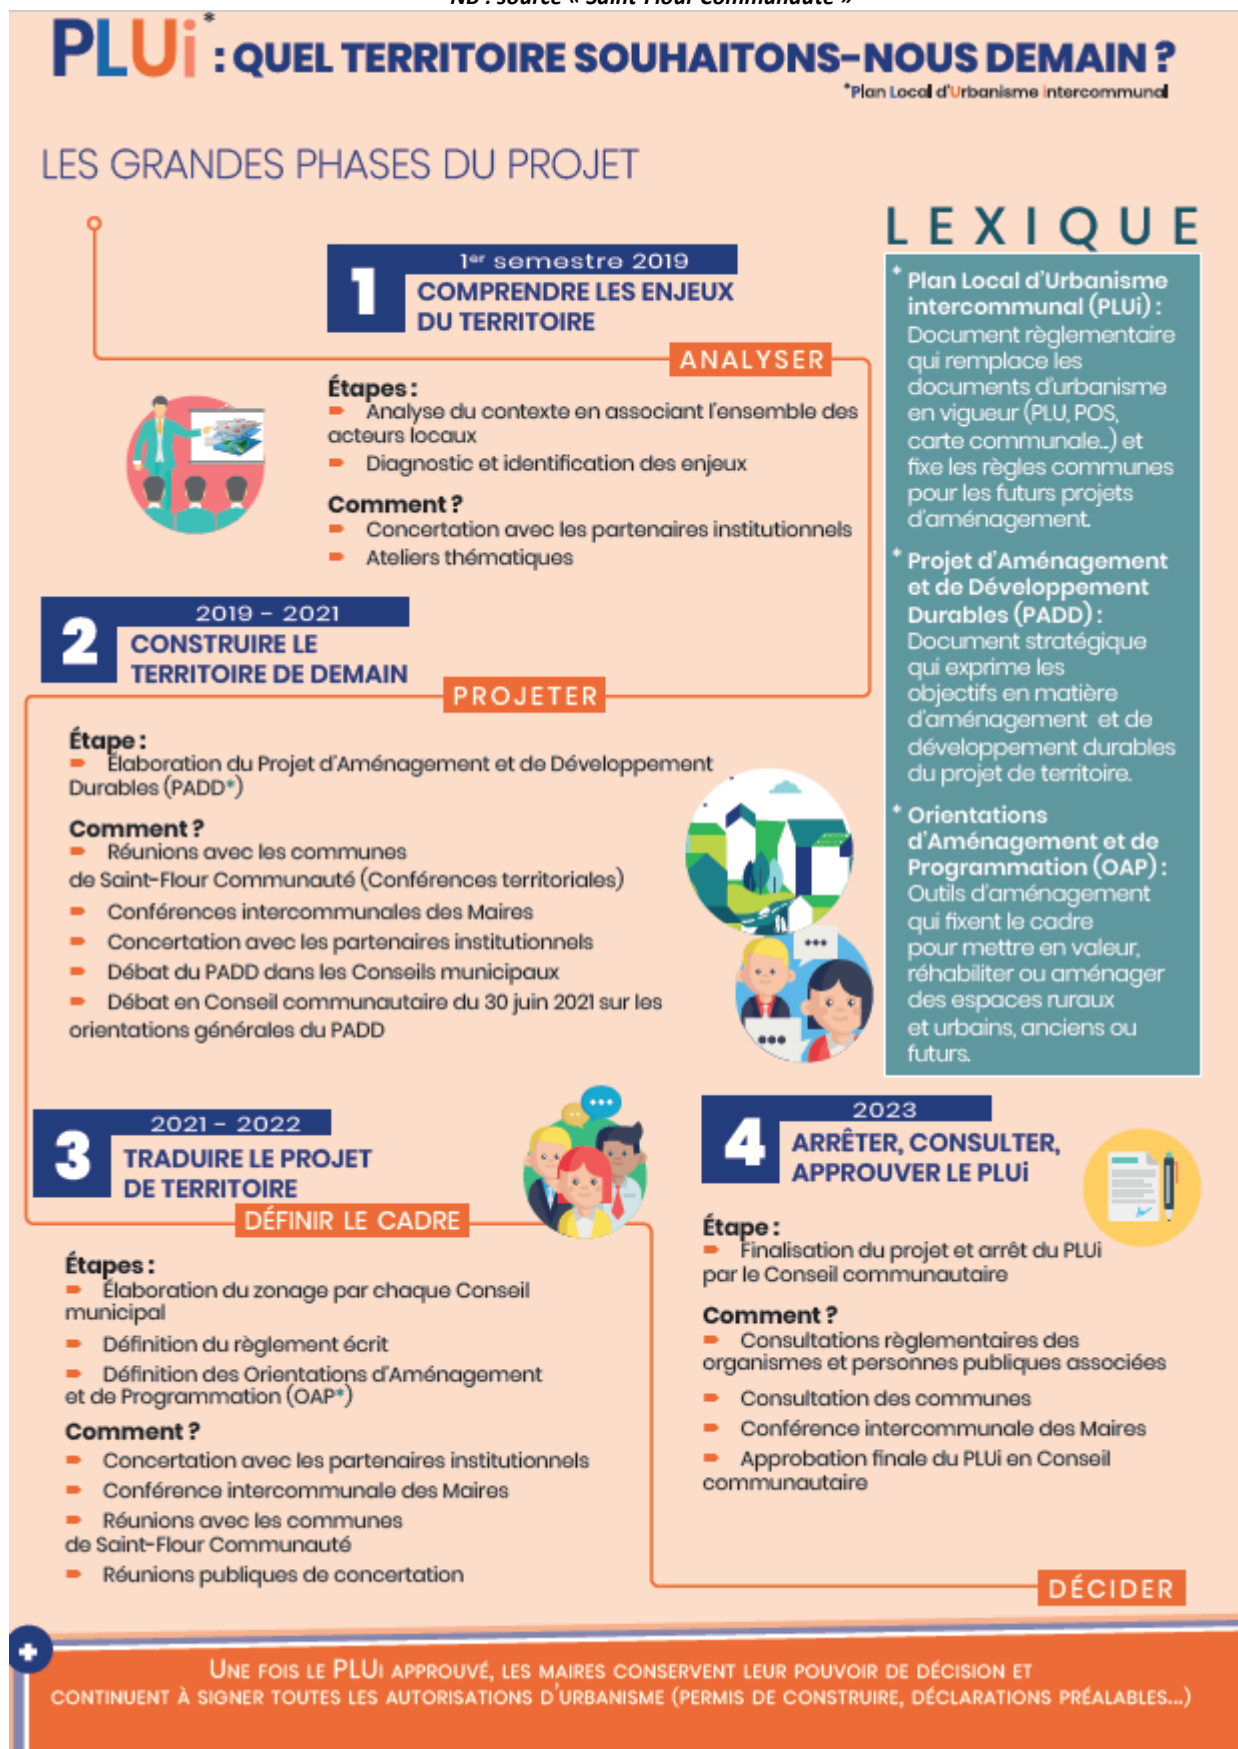 NB : source « Saint-Flour Communauté »
PLUi* : QUEL TERRITOIRE SOUHAITONS-NOUS DEMAIN ?
*Plan Local d'Urbanisme intercommunal
LES GRANDES PHASES DU PROJET
1
1er semestre 2019
COMPRENDRE LES ENJEUX
DU TERRITOIRE
ANALYSER
Étapes :
Analyse du contexte en associant l'ensemble des
acteurs locaux
Diagnostic et identification des enjeux
Comment ?
Concertation avec les partenaires institutionnels
Ateliers thématiques
2
2019 - 2021
CONSTRUIRE LE
TERRITOIRE DE DEMAIN
PROJETER
Étape :
Élaboration du Projet d'Aménagement et de Développement
Durables (PADD*)
Comment ?
Réunions avec les communes
de Saint-Flour Communauté (Conférences territoriales)
Conférences intercommunales des Maires
Concertation avec les partenaires institutionnels
Débat du PADD dans les Conseils municipaux
Débat en Conseil communautaire du 30 juin 2021 sur les
orientations générales du PADD
LEXIQUE
* Plan Local d'Urbanisme
intercommunal (PLUi) :
Document règlementaire
qui remplace les
documents d'urbanisme
en vigueur (PLU, POS,
carte communale...) et
fixe les règles communes
pour les futurs projets
d'aménagement.
* Projet d'Aménagement
et de Développement
Durables (PADD) :
Document stratégique
qui exprime les
objectifs en matière
d'aménagement et de
développement durables
du projet de territoire.
* Orientations
d'Aménagement et de
Programmation (OAP) :
Outils d'aménagement
qui fixent le cadre
pour mettre en valeur,
réhabiliter ou aménager
des espaces ruraux
et urbains, anciens ou
futurs.
3
2021 - 2022
TRADUIRE LE PROJET
DE TERRITOIRE
DÉFINIR LE CADRE
Étapes :
Élaboration du zonage par chaque Conseil
municipal
Définition du règlement écrit
Définition des Orientations d'Aménagement
et de Programmation (OAP*)
Comment ?
Concertation avec les partenaires institutionnels
Conférence intercommunale des Maires
Réunions avec les communes
de Saint-Flour Communauté
Réunions publiques de concertation
4
2023
ARRÊTER, CONSULTER,
APPROUVER LE PLUi
Étape :
Finalisation du projet et arrêt du PLUi
par le Conseil communautaire
Comment ?
Consultations règlementaires des
organismes et personnes publiques associées
Consultation des communes
Conférence intercommunale des Maires
Approbation finale du PLUi en Conseil
communautaire
DÉCIDER
UNE FOIS LE PLUI APPROUVÉ, LES MAIRES CONSERVENT LEUR POUVOIR DE DÉCISION ET
CONTINUENT À SIGNER TOUTES LES AUTORISATIONS D'URBANISME (PERMIS DE CONSTRUIRE, DÉCLARATIONS PRÉALABLES...)